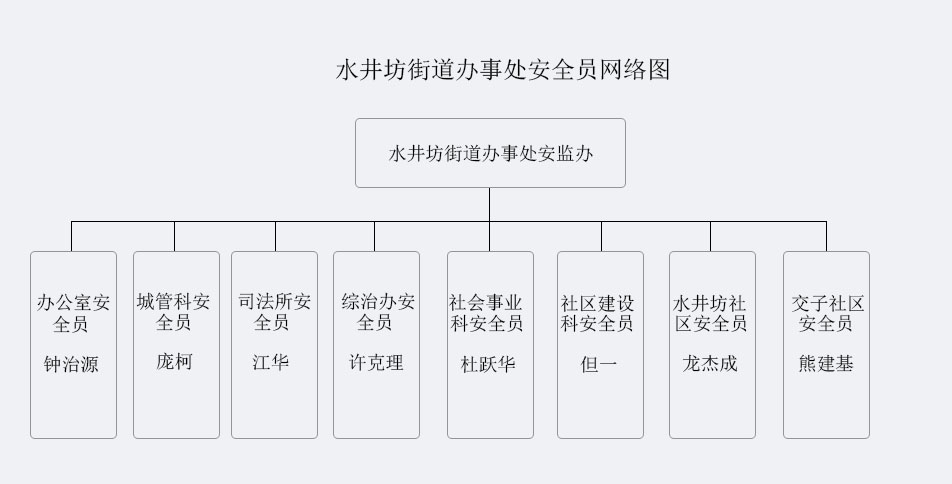 水井坊街道办事处安全员网络图
水井坊街道办事处安监办
办公室安
全员
钟治源
城管科安
全员
庞柯
司法所安
全员
江华
综治办安
全员
许克理
社会事业
科安全员
杜跃华
社区建设
科安全员
但一
水井坊社
区安全员
龙杰成
交子社区
安全员
熊建基